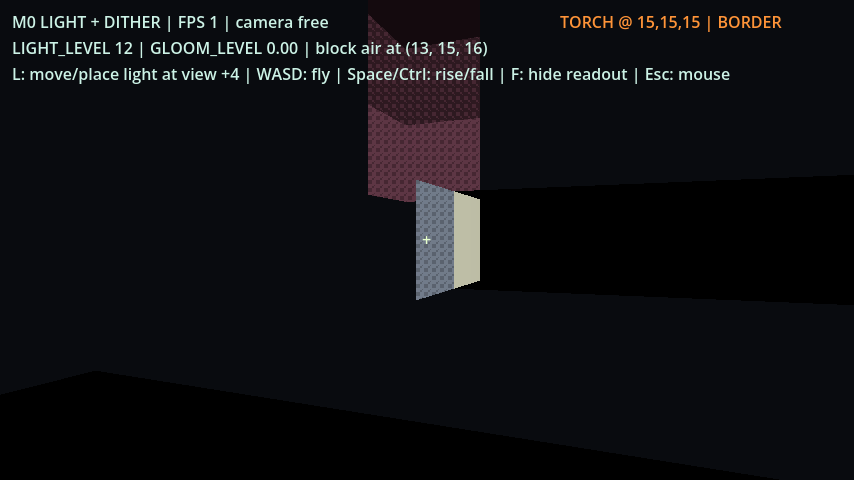 M0 LIGHT + DITHER | FPS 1 | camera free
TORCH @ 15,15,15 | BORDER
LIGHT_LEVEL 12 | GLOOM_LEVEL 0.00 | block air at (13, 15, 16)
L: move/place light at view +4 | WASD: fly | Space/Ctrl: rise/fall | F: hide readout | Esc: mouse